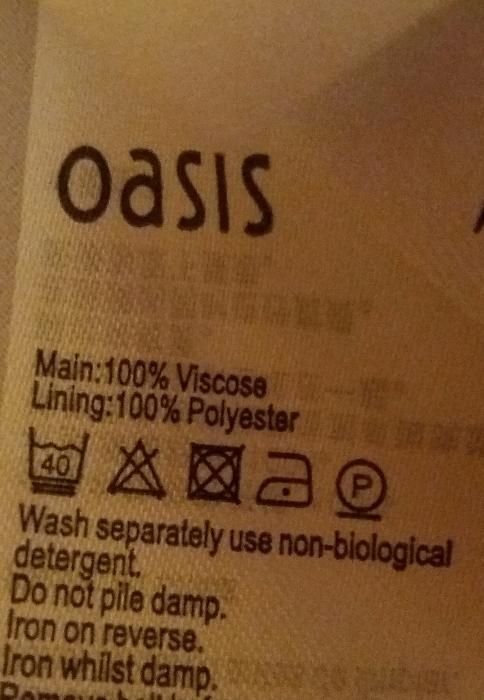 oasis
Main:100% Viscose
Lining:100% Polyester
40 P
Wash separately use non-biological
detergent.
Do not pile damp.
Iron on reverse.
Iron whilst damp.